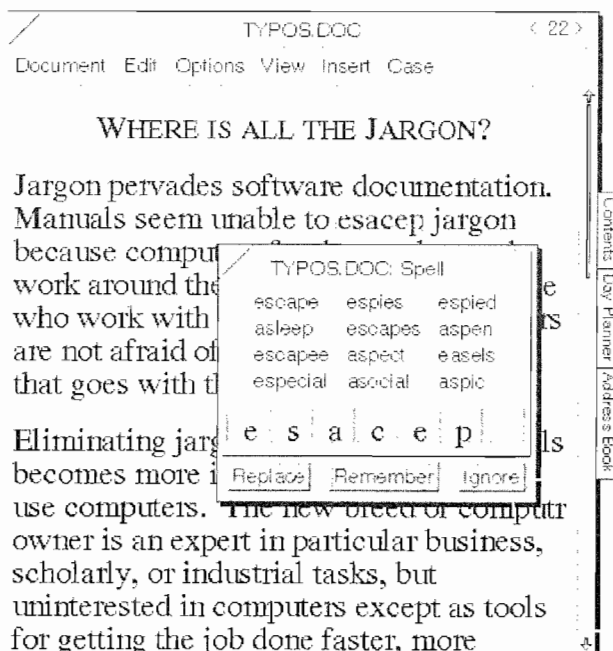 TYPOS.DOC < 22 >
Document Edit Options View Insert Case
WHERE IS ALL THE JARGON?
Jargon pervades software documentation.
Manuals seem unable to esacep jargon
because comput
work around the
who work with
are not afraid of
that goes with
Eliminating jarg
becomes more i
use computers. The new breed of computr
owner is an expert in particular business,
scholarly, or industrial tasks, but
uninterested in computers except as tools
for getting the job done faster, more
TYPOS.DOC: Spell
escape espies espied
asleep escapes aspen
escapee aspect easels
especial asocial aspic
e s a c e p
Replace Remember Ignore
Contents
Day Planner
Address Book